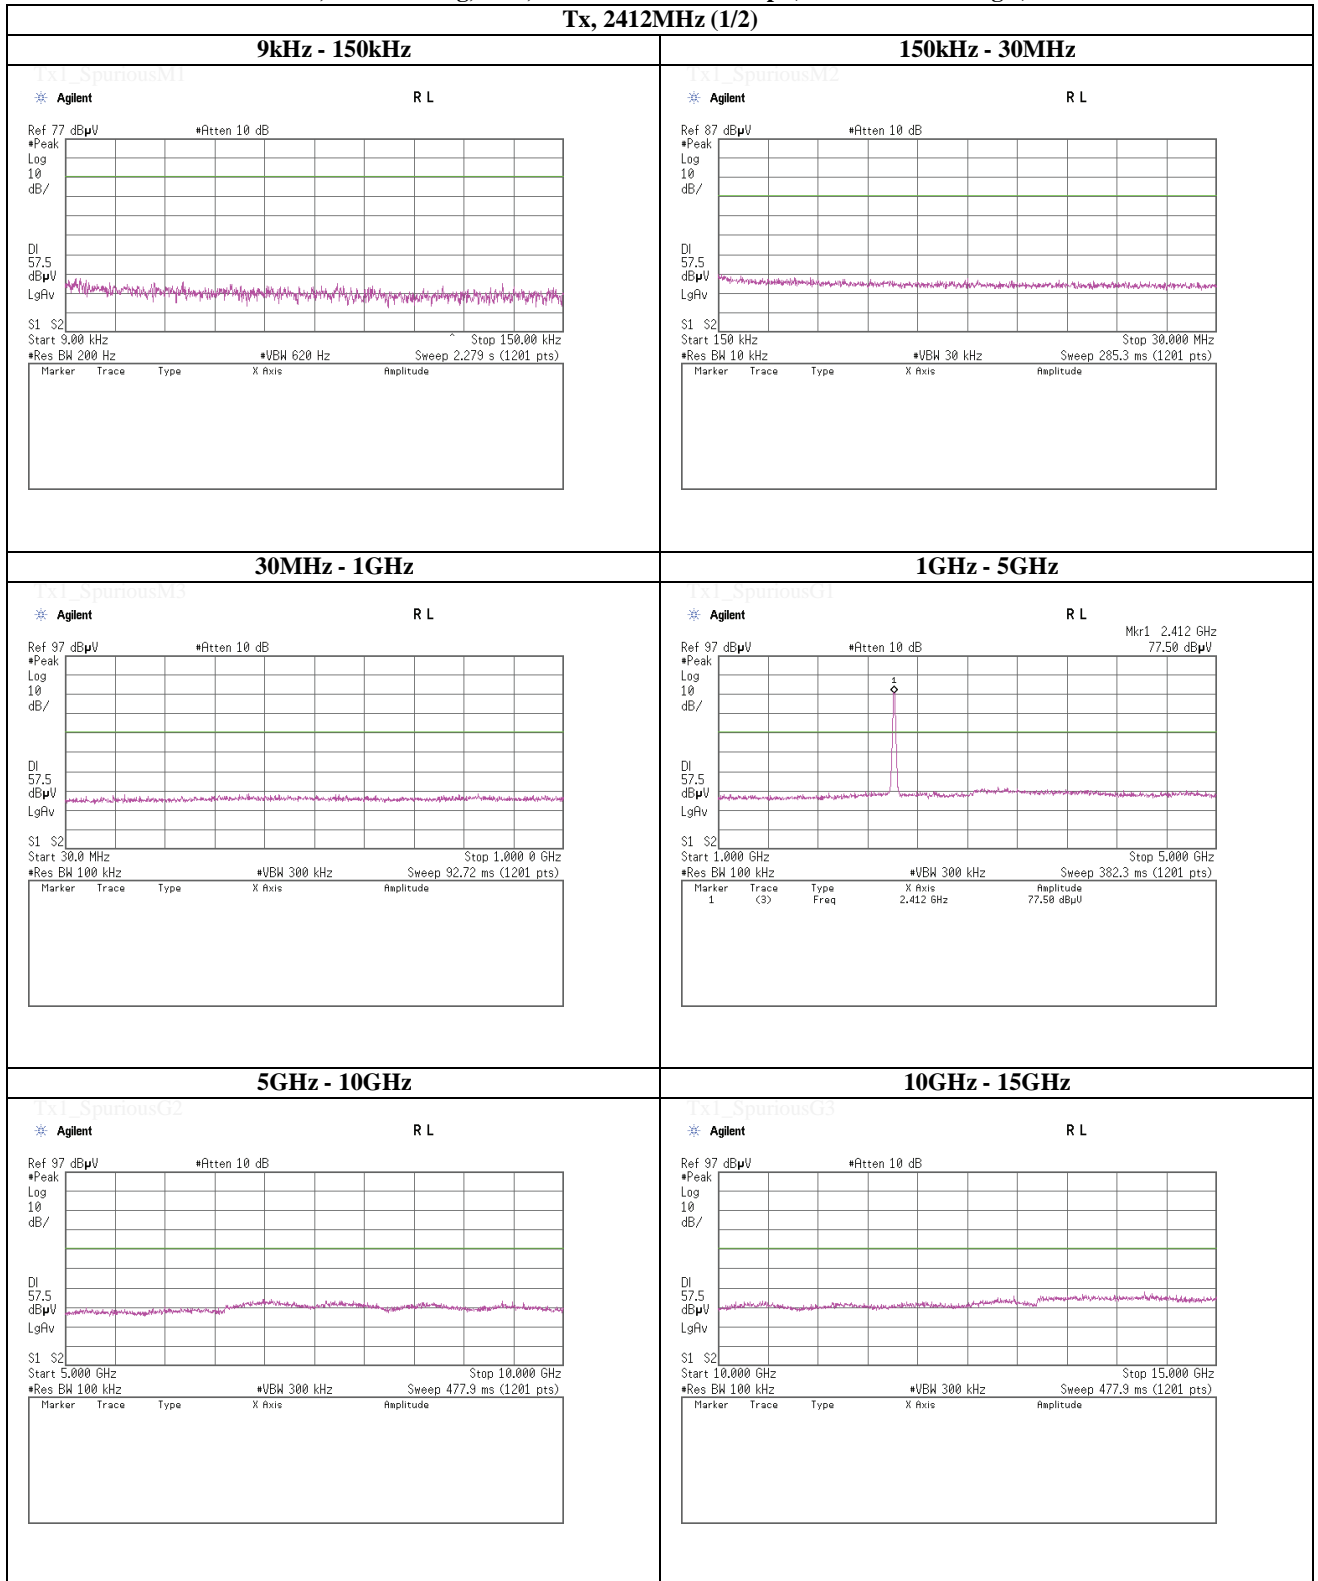 Tx, 2412MHz (1/2)
9kHz - 150kHz
150kHz - 30MHz
Tx1_SpuriousM1
Agilent
R L
Ref 77 dBµV
#Atten 10 dB
#Peak
Log
10
dB/
DI
57.5
dBµV
LgAv
S1 S2
Start 9.00 kHz
^
Stop 150.00 kHz
#Res BW 200 Hz
#VBW 620 Hz
Sweep 2.279 s (1201 pts)
Marker Trace Type X Axis Amplitude
Tx1_SpuriousM2
Agilent
R L
Ref 87 dBµV
#Atten 10 dB
#Peak
Log
10
dB/
DI
57.5
dBµV
LgAv
S1 S2
Start 150 kHz
Stop 30.000 MHz
#Res BW 10 kHz
#VBW 30 kHz
Sweep 285.3 ms (1201 pts)
Marker Trace Type X Axis Amplitude
30MHz - 1GHz
1GHz - 5GHz
Tx1_SpuriousM3
Agilent
R L
Ref 97 dBµV
#Atten 10 dB
#Peak
Log
10
dB/
DI
57.5
dBµV
LgAv
S1 S2
Start 30.0 MHz
Stop 1.000 0 GHz
#Res BW 100 kHz
#VBW 300 kHz
Sweep 92.72 ms (1201 pts)
Marker Trace Type X Axis Amplitude
Tx1_SpuriousG1
Agilent
R L
Mkr1 2.412 GHz
Ref 97 dBµV
#Atten 10 dB
77.50 dBµV
#Peak
Log
10
dB/
1
DI
57.5
dBµV
LgAv
S1 S2
Start 1.000 GHz
Stop 5.000 GHz
#Res BW 100 kHz
#VBW 300 kHz
Sweep 382.3 ms (1201 pts)
Marker Trace Type X Axis Amplitude
1 (3) Freq 2.412 GHz 77.50 dBµV
5GHz - 10GHz
10GHz - 15GHz
Tx1_SpuriousG2
Agilent
R L
Ref 97 dBµV
#Atten 10 dB
#Peak
Log
10
dB/
DI
57.5
dBµV
LgAv
S1 S2
Start 5.000 GHz
Stop 10.000 GHz
#Res BW 100 kHz
#VBW 300 kHz
Sweep 477.9 ms (1201 pts)
Marker Trace Type X Axis Amplitude
Tx1_SpuriousG3
Agilent
R L
Ref 97 dBµV
#Atten 10 dB
#Peak
Log
10
dB/
DI
57.5
dBµV
LgAv
S1 S2
Start 10.000 GHz
Stop 15.000 GHz
#Res BW 100 kHz
#VBW 300 kHz
Sweep 477.9 ms (1201 pts)
Marker Trace Type X Axis Amplitude